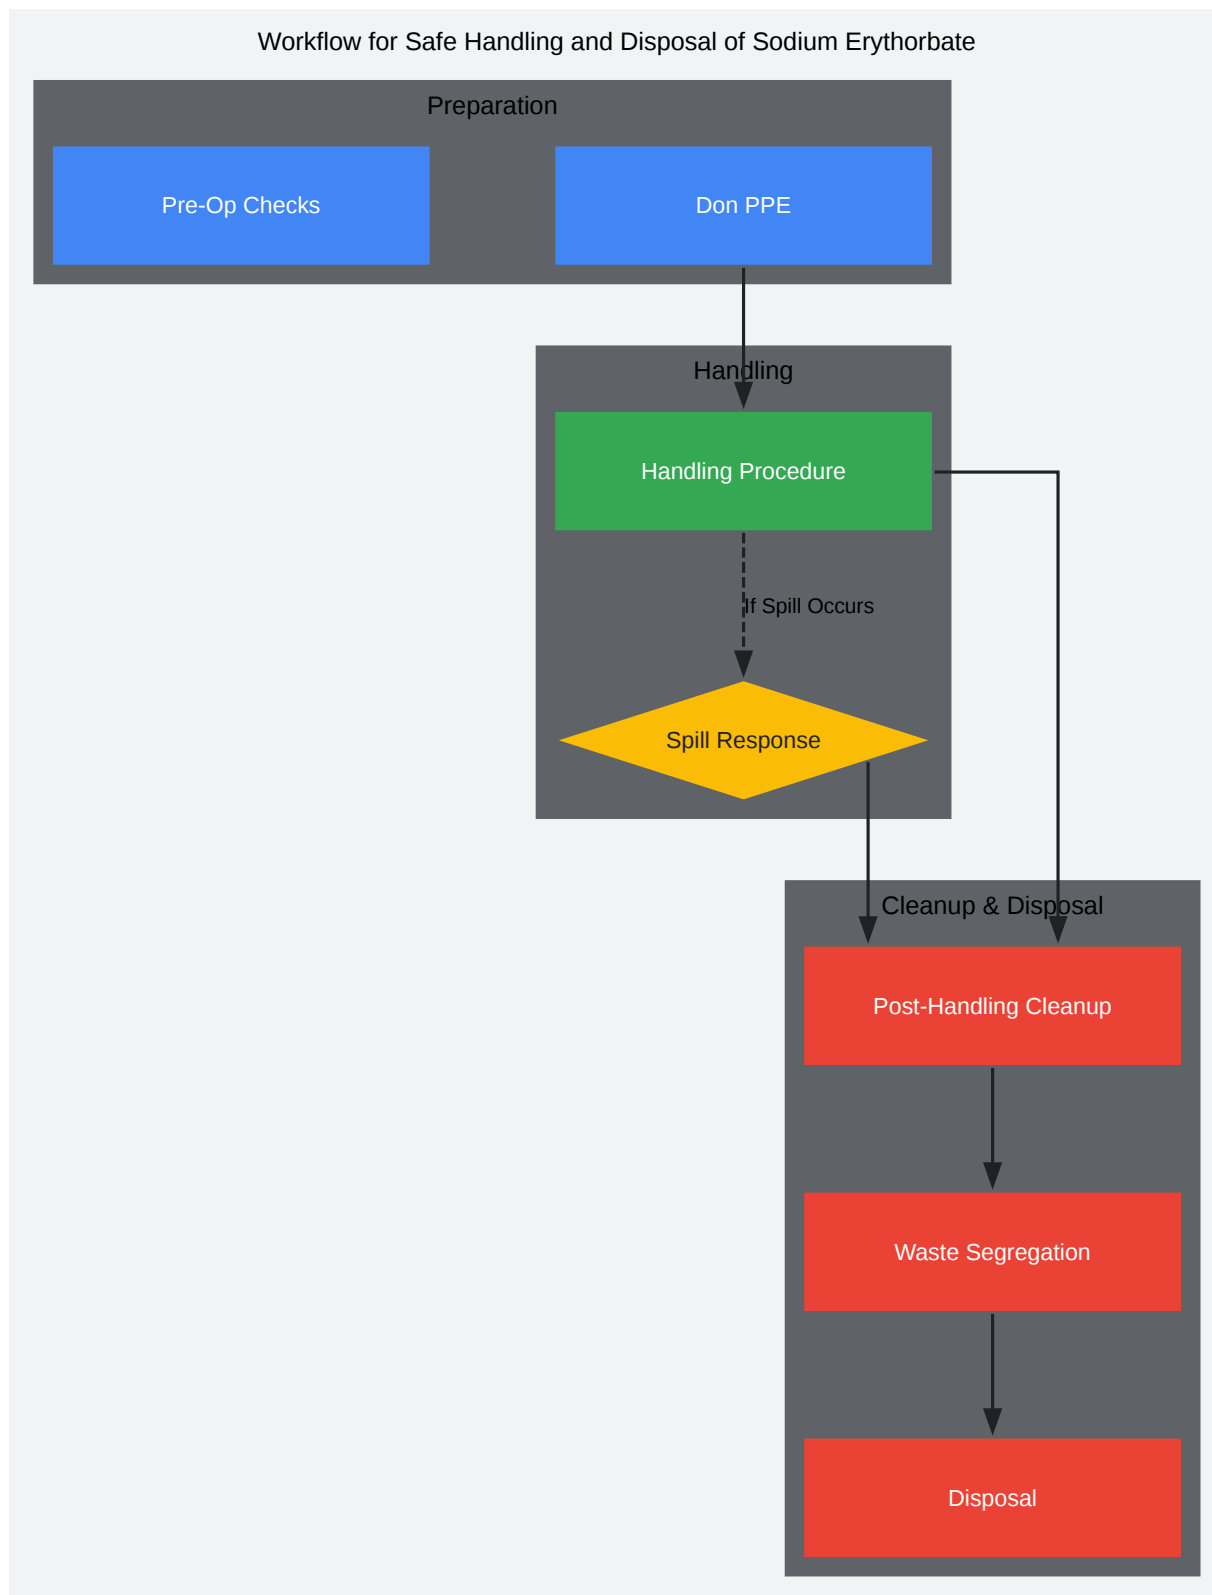 Workflow for Safe Handling and Disposal of Sodium Erythorbate
Preparation
Pre-Op Checks
Don PPE
Handling
Handling Procedure
If Spill Occurs
Spill Response
Cleanup & Disposal
Post-Handling Cleanup
Waste Segregation
Disposal